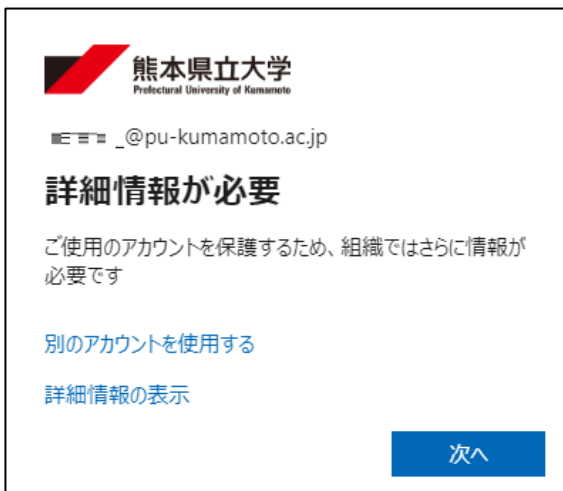 熊本県立大学
Prefectural University of Kumamoto
_@pu-kumamoto.ac.jp
詳細情報が必要
ご使用のアカウントを保護するため、組織ではさらに情報が
必要です
別のアカウントを使用する
詳細情報の表示
次へ